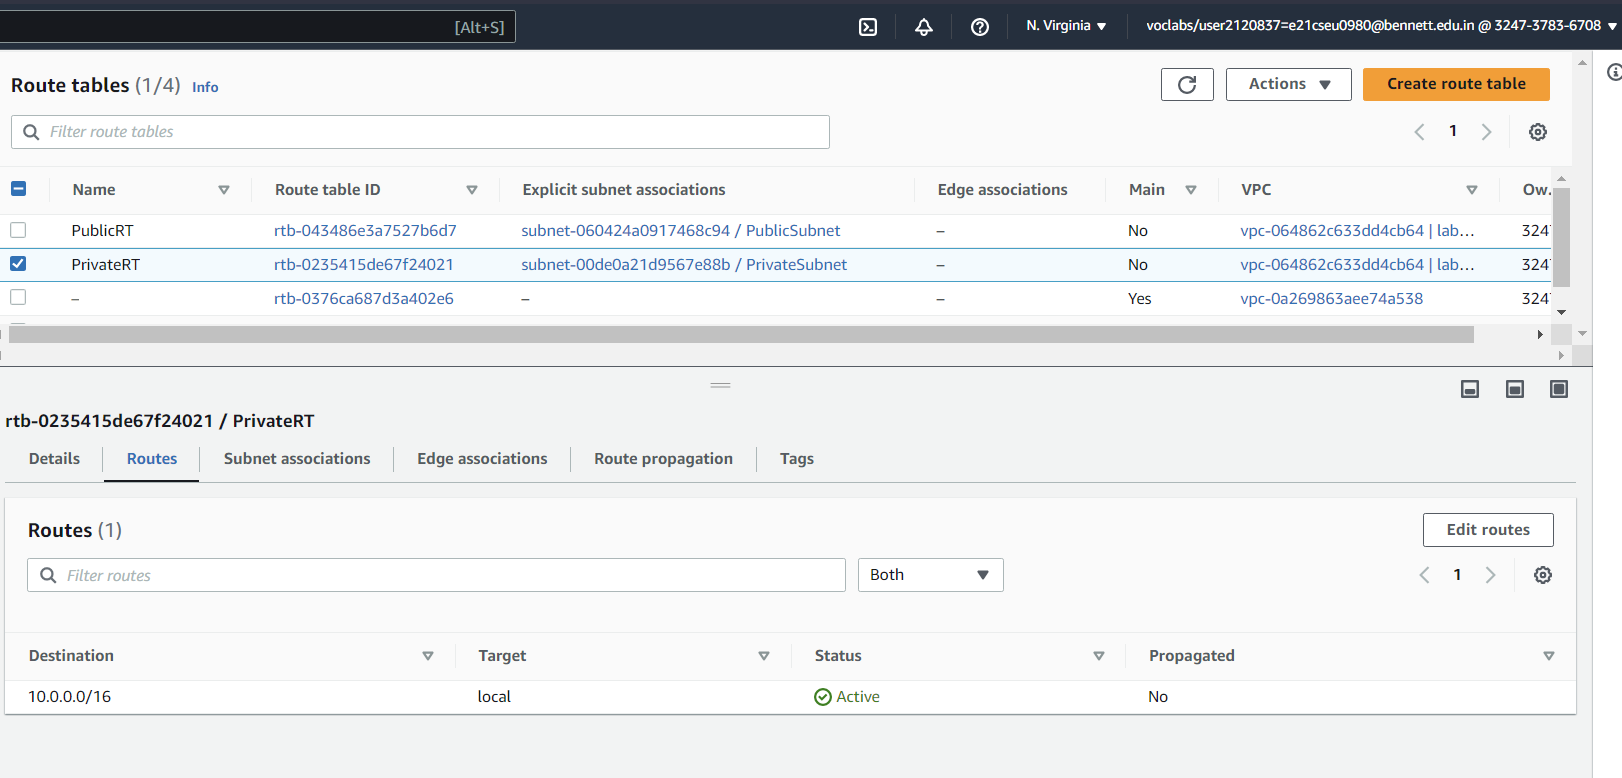 [Alt+S] N. Virginia voclabs/user2120837=e21cseu0980@bennett.edu.in @ 3247-3783-6708
Route tables (1/4) Info Actions Create route table
Filter route tables 1
Name Route table ID Explicit subnet associations Edge associations Main VPC Ow...
PublicRT rtb-043486e3a7527b6d7 subnet-060424a0917468c94 / PublicSubnet – No vpc-064862c633dd4cb64 | lab... 3247
PrivateRT rtb-0235415de67f24021 subnet-00de0a21d9567e88b / PrivateSubnet – No vpc-064862c633dd4cb64 | lab... 3247
– rtb-0376ca687d3a402e6 – – Yes vpc-0a269863aee74a538 3247
rtb-0235415de67f24021 / PrivateRT
Details Routes Subnet associations Edge associations Route propagation Tags
Routes (1) Edit routes
Filter routes Both 1
Destination Target Status Propagated
10.0.0.0/16 local Active No